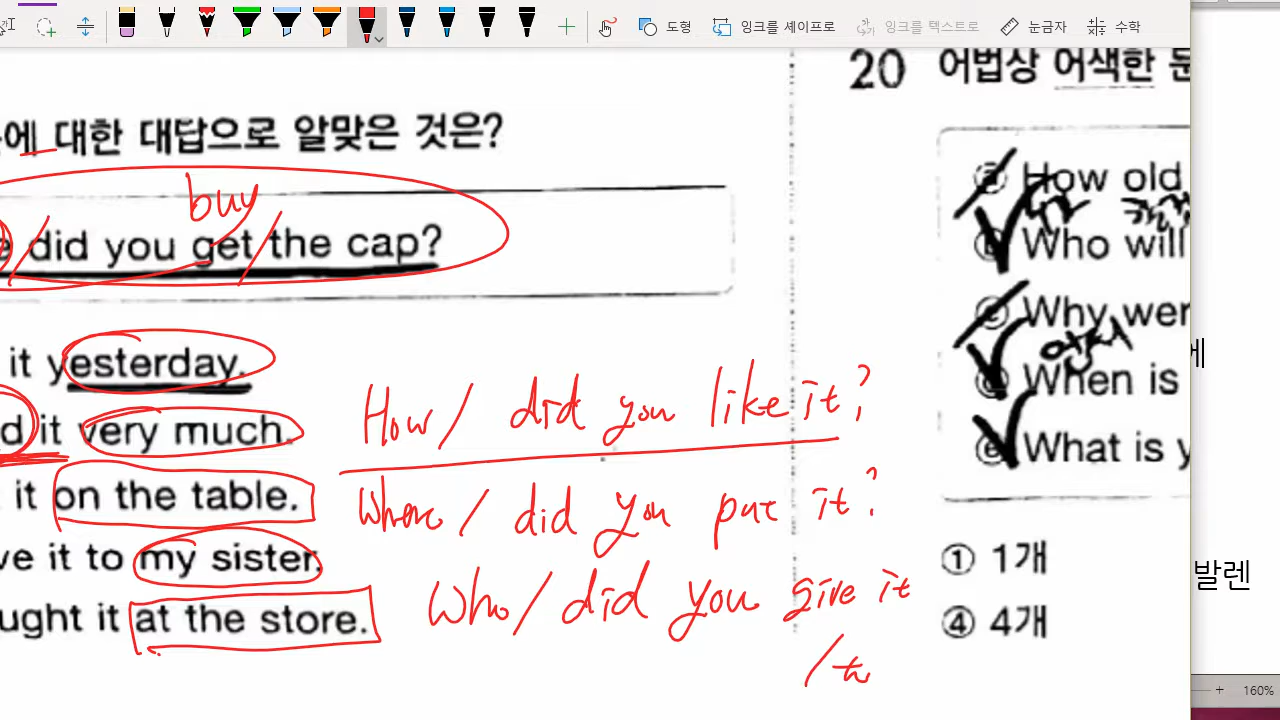 도형 잉크를 셰이프로 잉크를 텍스트로 눈금자 수학
에 대한 대답으로 알맞은 것은?
buy
did you get the cap?
it yesterday.
it very much.
it on the table.
it to my sister.
it at the store.
How / did you like it?
Where / did you put it?
Who / did you give it
/ to
20 어법상 어색한
ⓐ How old
ⓑ Who will
ⓒ Why wer
ⓓ When is
ⓔ What is y
① 1개
④ 4개
에
발렌
160%